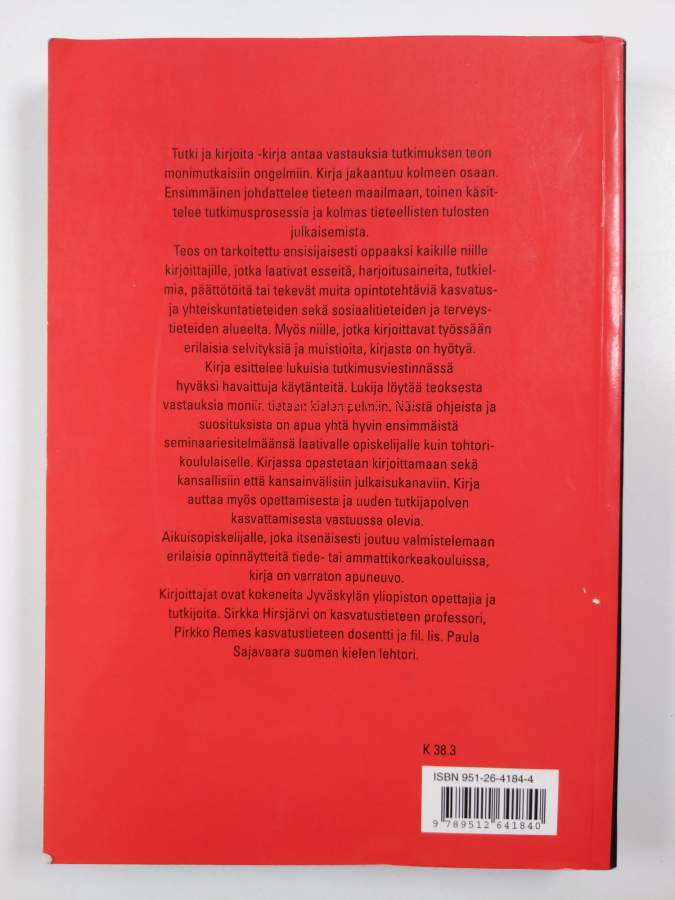 Tutki ja kirjoita -kirja antaa vastauksia tutkimuksen teon
monimutkaisiin ongelmiin. Kirja jakaantuu kolmeen osaan.
Ensimmäinen johdattelee tieteen maailmaan, toinen käsit-
telee tutkimusprosessia ja kolmas tieteellisten tulosten
julkaisemista.
Teos on tarkoitettu ensisijaisesti oppaaksi kaikille niille
kirjoittajille, jotka laativat esseitä, harjoitusaineita, tutkiel-
mia, päättötöitä tai tekevät muita opintotehtäviä kasvatus-
ja yhteiskuntatieteiden sekä sosiaalitieteiden ja terveys-
tieteiden alueelta. Myös niille, jotka kirjoittavat työssään
erilaisia selvityksiä ja muistioita, kirjasta on hyötyä.
Kirja esittelee lukuisia tutkimusviestinnässä
hyväksi havaittuja käytänteitä. Lukija löytää teoksesta
vastauksia moniin tieteen kielen pulmiin. Näistä ohjeista ja
suosituksista on apua yhtä hyvin ensimmäistä
seminaariesitelmäänsä laativalle opiskelijalle kuin tohtori-
koululaiselle. Kirjassa opastetaan kirjoittamaan sekä
kansallisiin että kansainvälisiin julkaisukanaviin. Kirja
auttaa myös opettamisesta ja uuden tutkijapolven
kasvattamisesta vastuussa olevia.
Aikuisopiskelijalle, joka itsenäisesti joutuu valmistelemaan
erilaisia opinnäytteitä tiede- tai ammattikorkeakouluissa,
kirja on verraton apuneuvo.
Kirjoittajat ovat kokeneita Jyväskylän yliopiston opettajia ja
tutkijoita. Sirkka Hirsjärvi on kasvatustieteen professori,
Pirkko Remes kasvatustieteen dosentti ja fil. lis. Paula
Sajavaara suomen kielen lehtori.
K 38.3
ISBN 951-26-4184-4
9 789512 641840